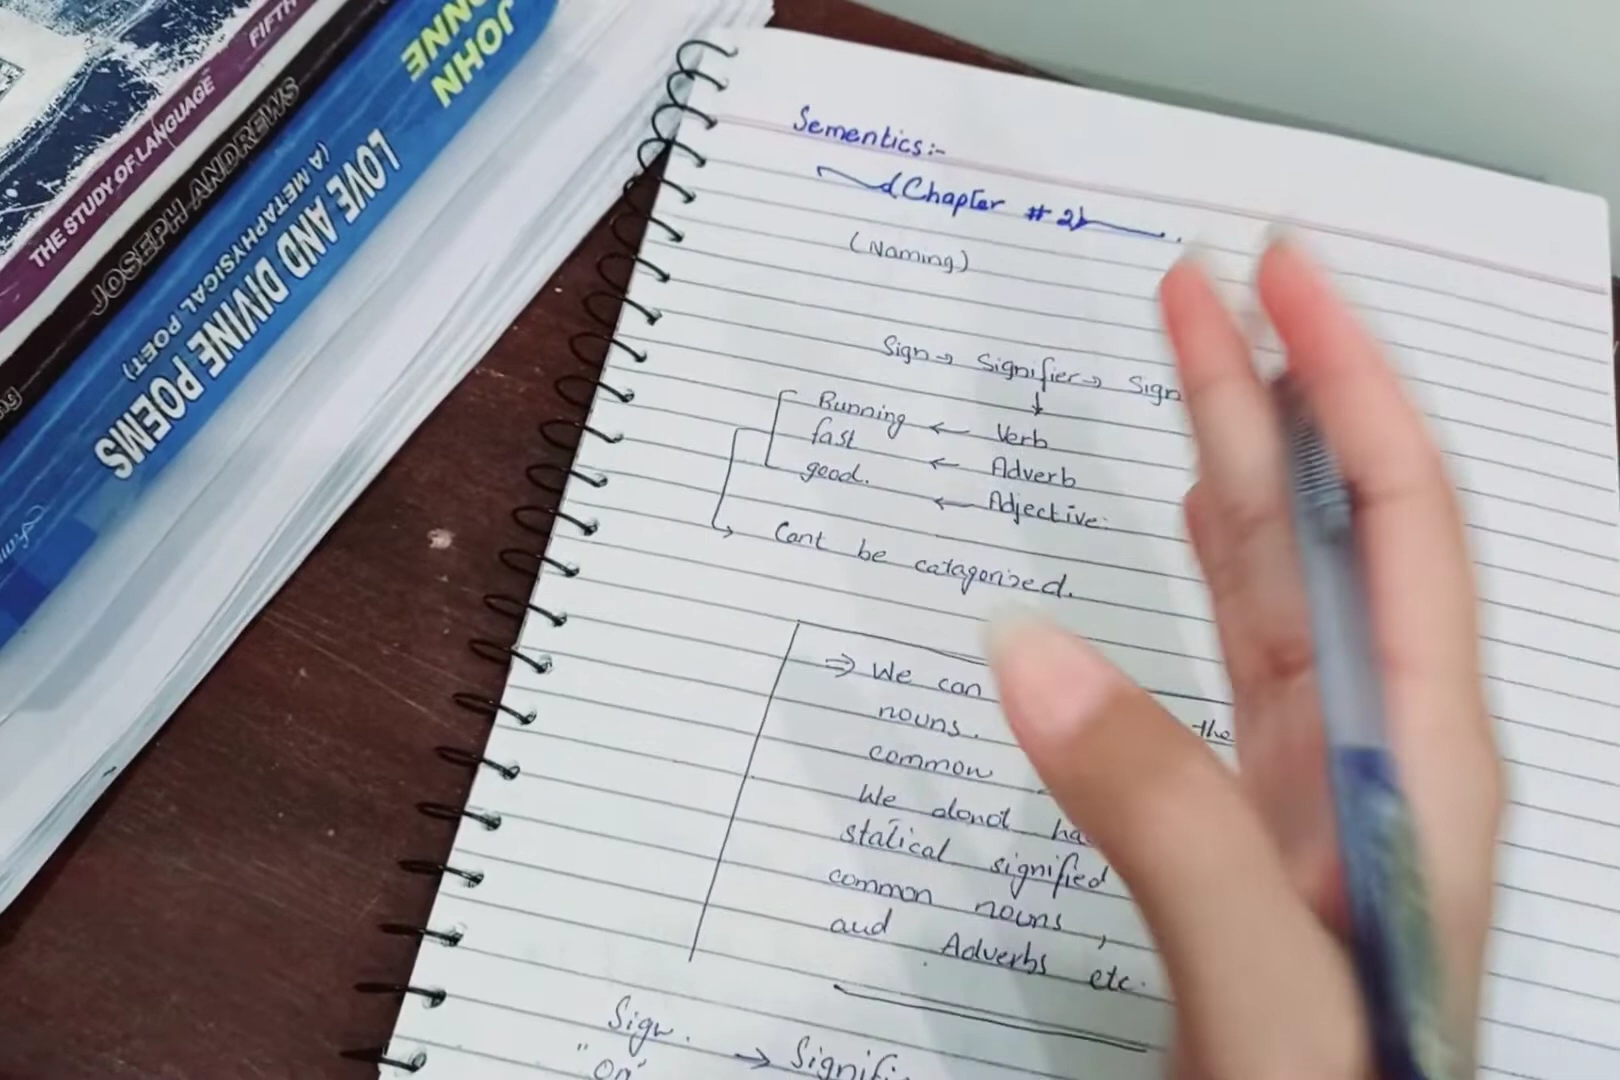 THE STUDY OF LANGUAGE FIFTH
JOSEPH ANDREWS
JOHN
LOVE AND DIVINE POEMS
(A METAPHYSICAL POET)
Sementics:-
(Chapter # 2)
(Naming)
Sign → Signifier → Sign
Running ← Verb
fast ← Adverb
good. ← Adjective.
Cant be catagorized.
⇒ We can the
nouns.
common
We donot ha
statical signified
common nouns,
and Adverbs etc.
Sign. → Signifi
"On"